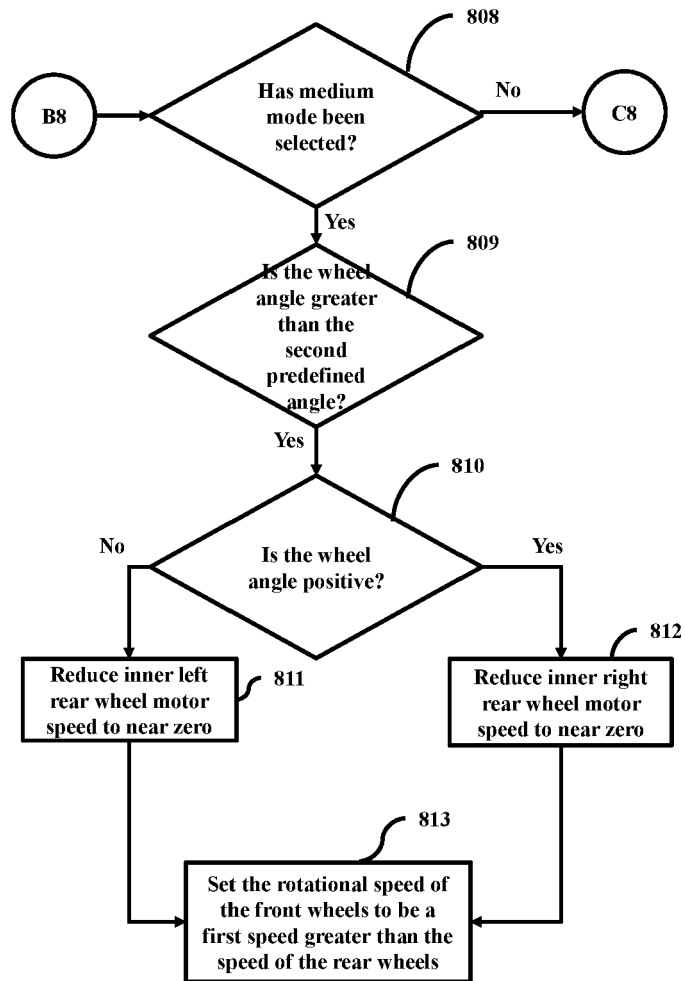 808
B8
Has medium
mode been
selected?
No
C8
Yes
809
Is the wheel
angle greater
than the
second
predefined
angle?
Yes
810
No
Is the wheel
angle positive?
Yes
Reduce inner left
rear wheel motor
speed to near zero
811
812
Reduce inner right
rear wheel motor
speed to near zero
813
Set the rotational speed of
the front wheels to be a
first speed greater than the
speed of the rear wheels